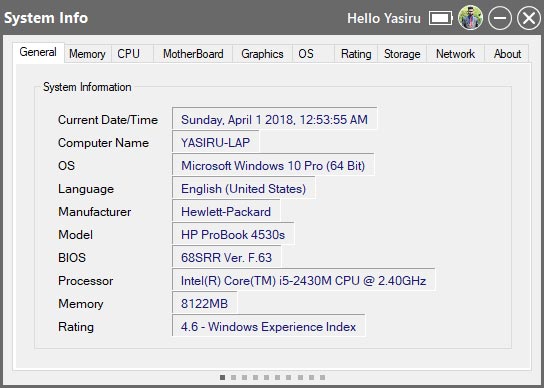 System Info Hello Yasiru
General Memory CPU MotherBoard Graphics OS Rating Storage Network About
System Information
Current Date/Time Sunday, April 1 2018, 12:53:55 AM
Computer Name YASIRU-LAP
OS Microsoft Windows 10 Pro (64 Bit)
Language English (United States)
Manufacturer Hewlett-Packard
Model HP ProBook 4530s
BIOS 68SRR Ver. F.63
Processor Intel(R) Core(TM) i5-2430M CPU @ 2.40GHz
Memory 8122MB
Rating 4.6 - Windows Experience Index